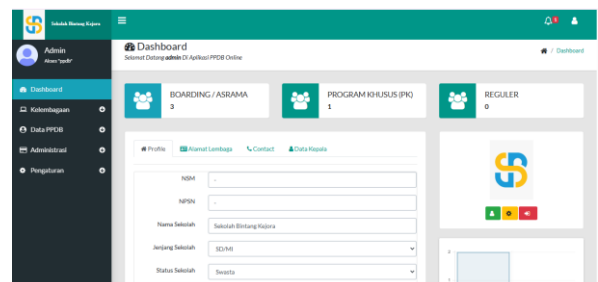 Sekolah Bintang Kejora
Admin
Akses "ppdb"
Dashboard
Kelembagaan
Data PPDB
Administrasi
Pengaturan
Dashboard
Selamat Datang admin Di Aplikasi PPDB Online
/ Dashboard
BOARDING / ASRAMA
3
PROGRAM KHUSUS (PK)
1
REGULER
0
Profile Alamat Lembaga Contact Data Kepala
NSM .
NPSN .
Nama Sekolah Sekolah Bintang Kejora
Jenjang Sekolah SD/MI
Status Sekolah Swasta